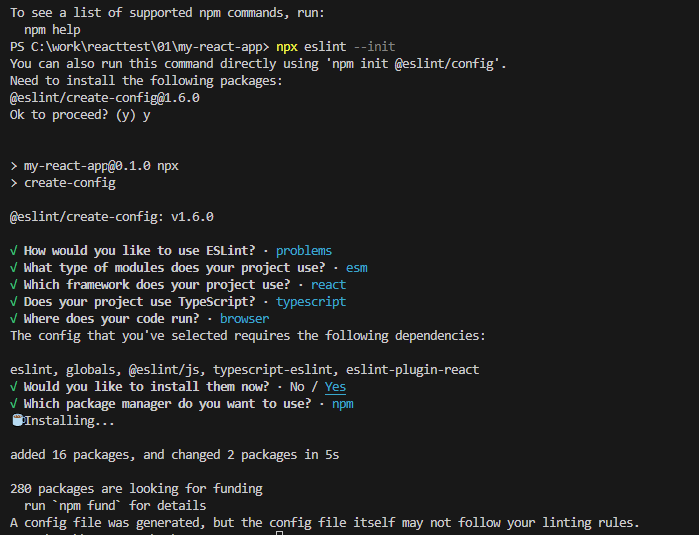 To see a list of supported npm commands, run:
  npm help
PS C:\work\reacttest\01\my-react-app> npx eslint --init
You can also run this command directly using 'npm init @eslint/config'.
Need to install the following packages:
@eslint/create-config@1.6.0
Ok to proceed? (y) y
> my-react-app@0.1.0 npx
> create-config
@eslint/create-config: v1.6.0
√ How would you like to use ESLint? · problems
√ What type of modules does your project use? · esm
√ Which framework does your project use? · react
√ Does your project use TypeScript? · typescript
√ Where does your code run? · browser
The config that you've selected requires the following dependencies:
eslint, globals, @eslint/js, typescript-eslint, eslint-plugin-react
√ Would you like to install them now? · No / Yes
√ Which package manager do you want to use? · npm
Installing...
added 16 packages, and changed 2 packages in 5s
280 packages are looking for funding
  run `npm fund` for details
A config file was generated, but the config file itself may not follow your linting rules.